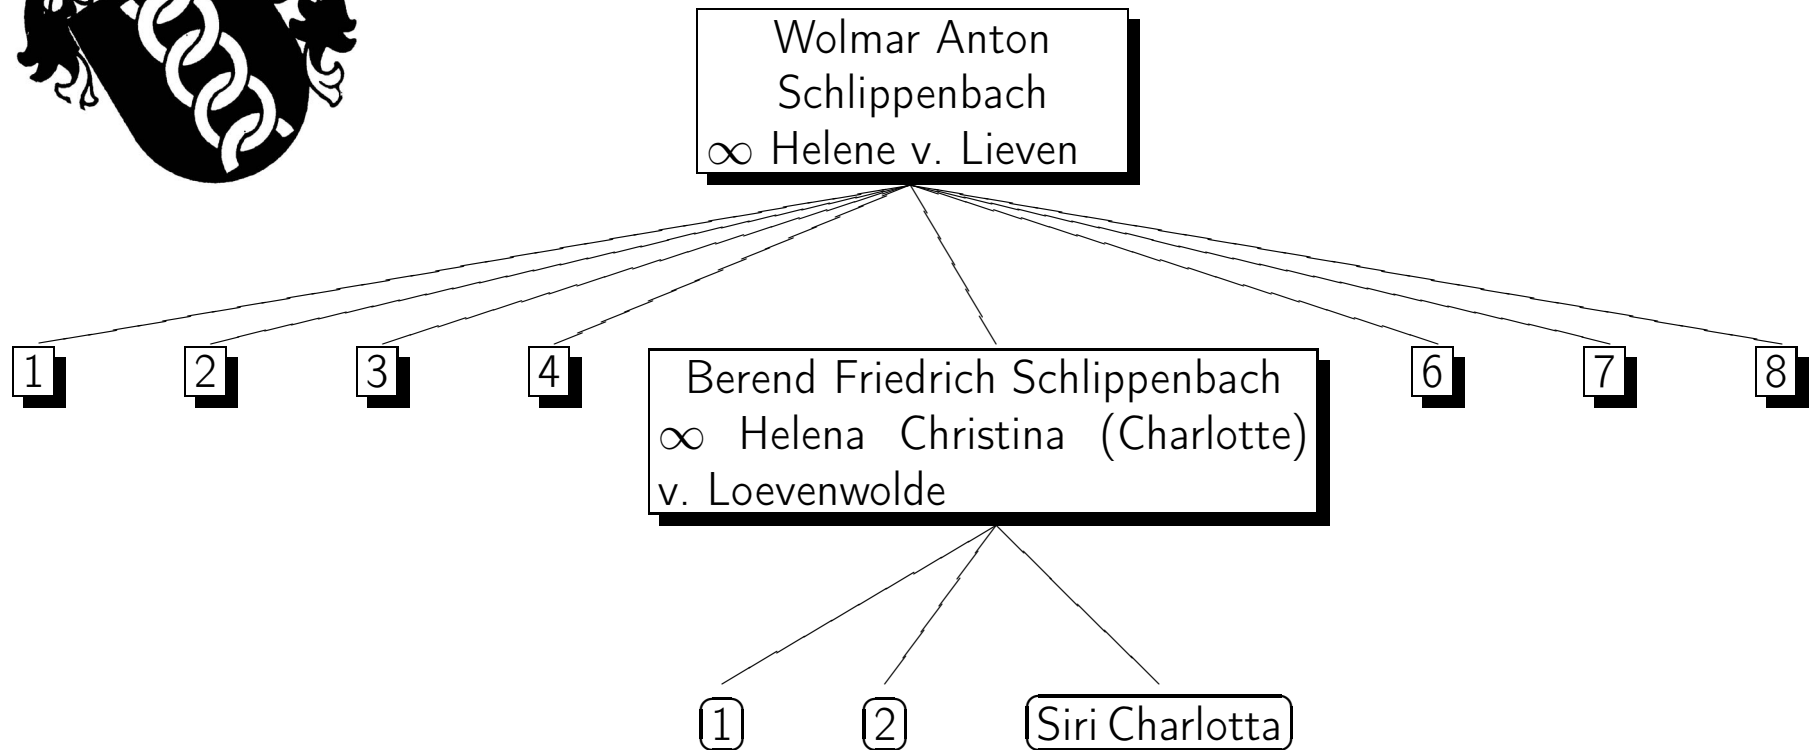 Wolmar Anton
Schlippenbach
∞ Helene v. Lieven
1 2 3 4 6 7 8
Berend Friedrich Schlippenbach
∞ Helena Christina (Charlotte)
v. Loevenwolde
1 2 Siri Charlotta